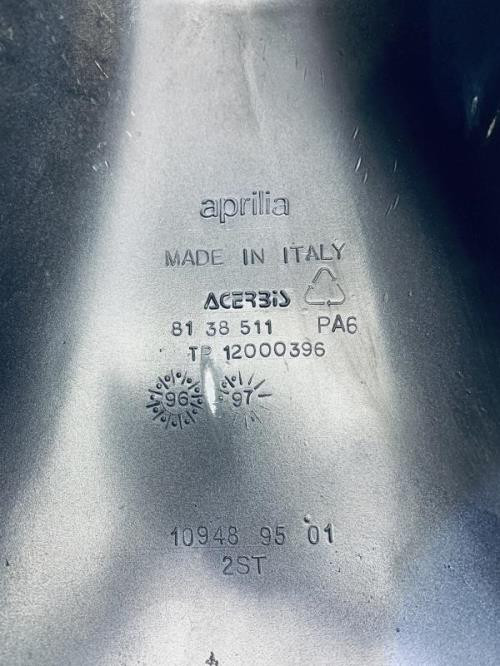 aprilia
MADE IN ITALY
ACERBIS
81 38 511 PA6
TP 12000396
96 97
10948 95 01
2ST